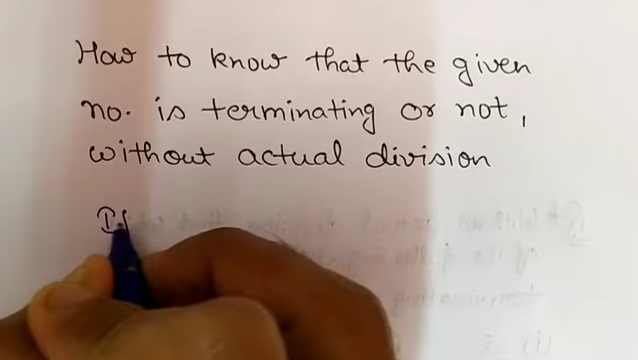 How to know that the given
no. is terminating or not,
without actual division